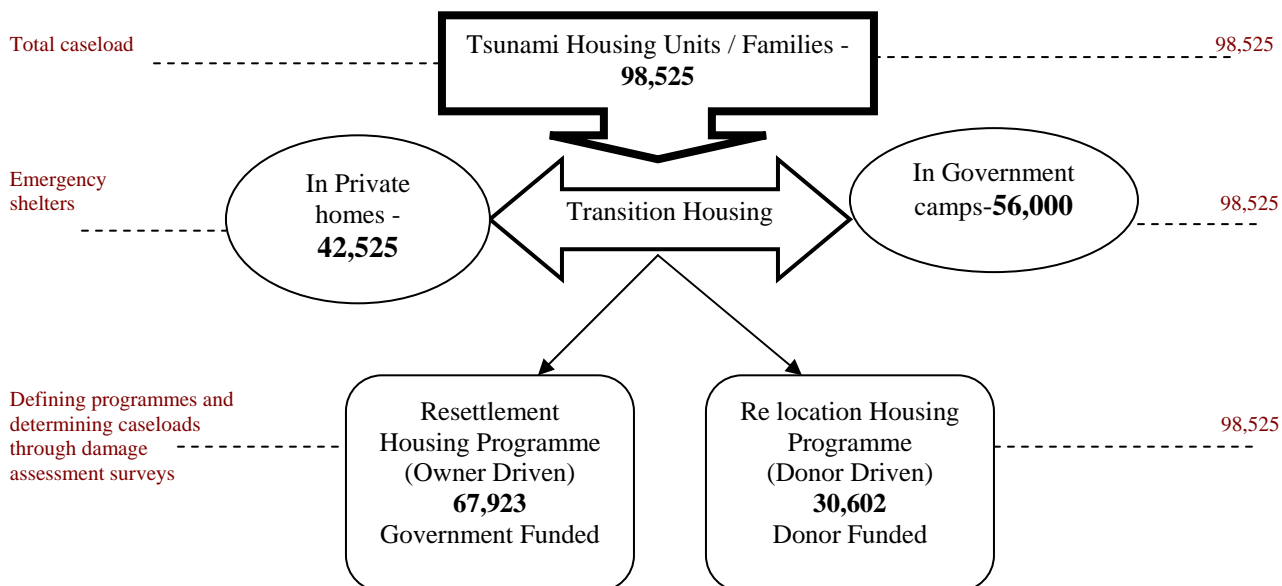 Total caseload
Tsunami Housing Units / Families -
98,525
98,525
Emergency
shelters
In Private
homes -
42,525
Transition Housing
In Government
camps-56,000
98,525
Defining programmes and
determining caseloads
through damage
assessment surveys
Resettlement
Housing Programme
(Owner Driven)
67,923
Government Funded
Re location Housing
Programme
(Donor Driven)
30,602
Donor Funded
98,525